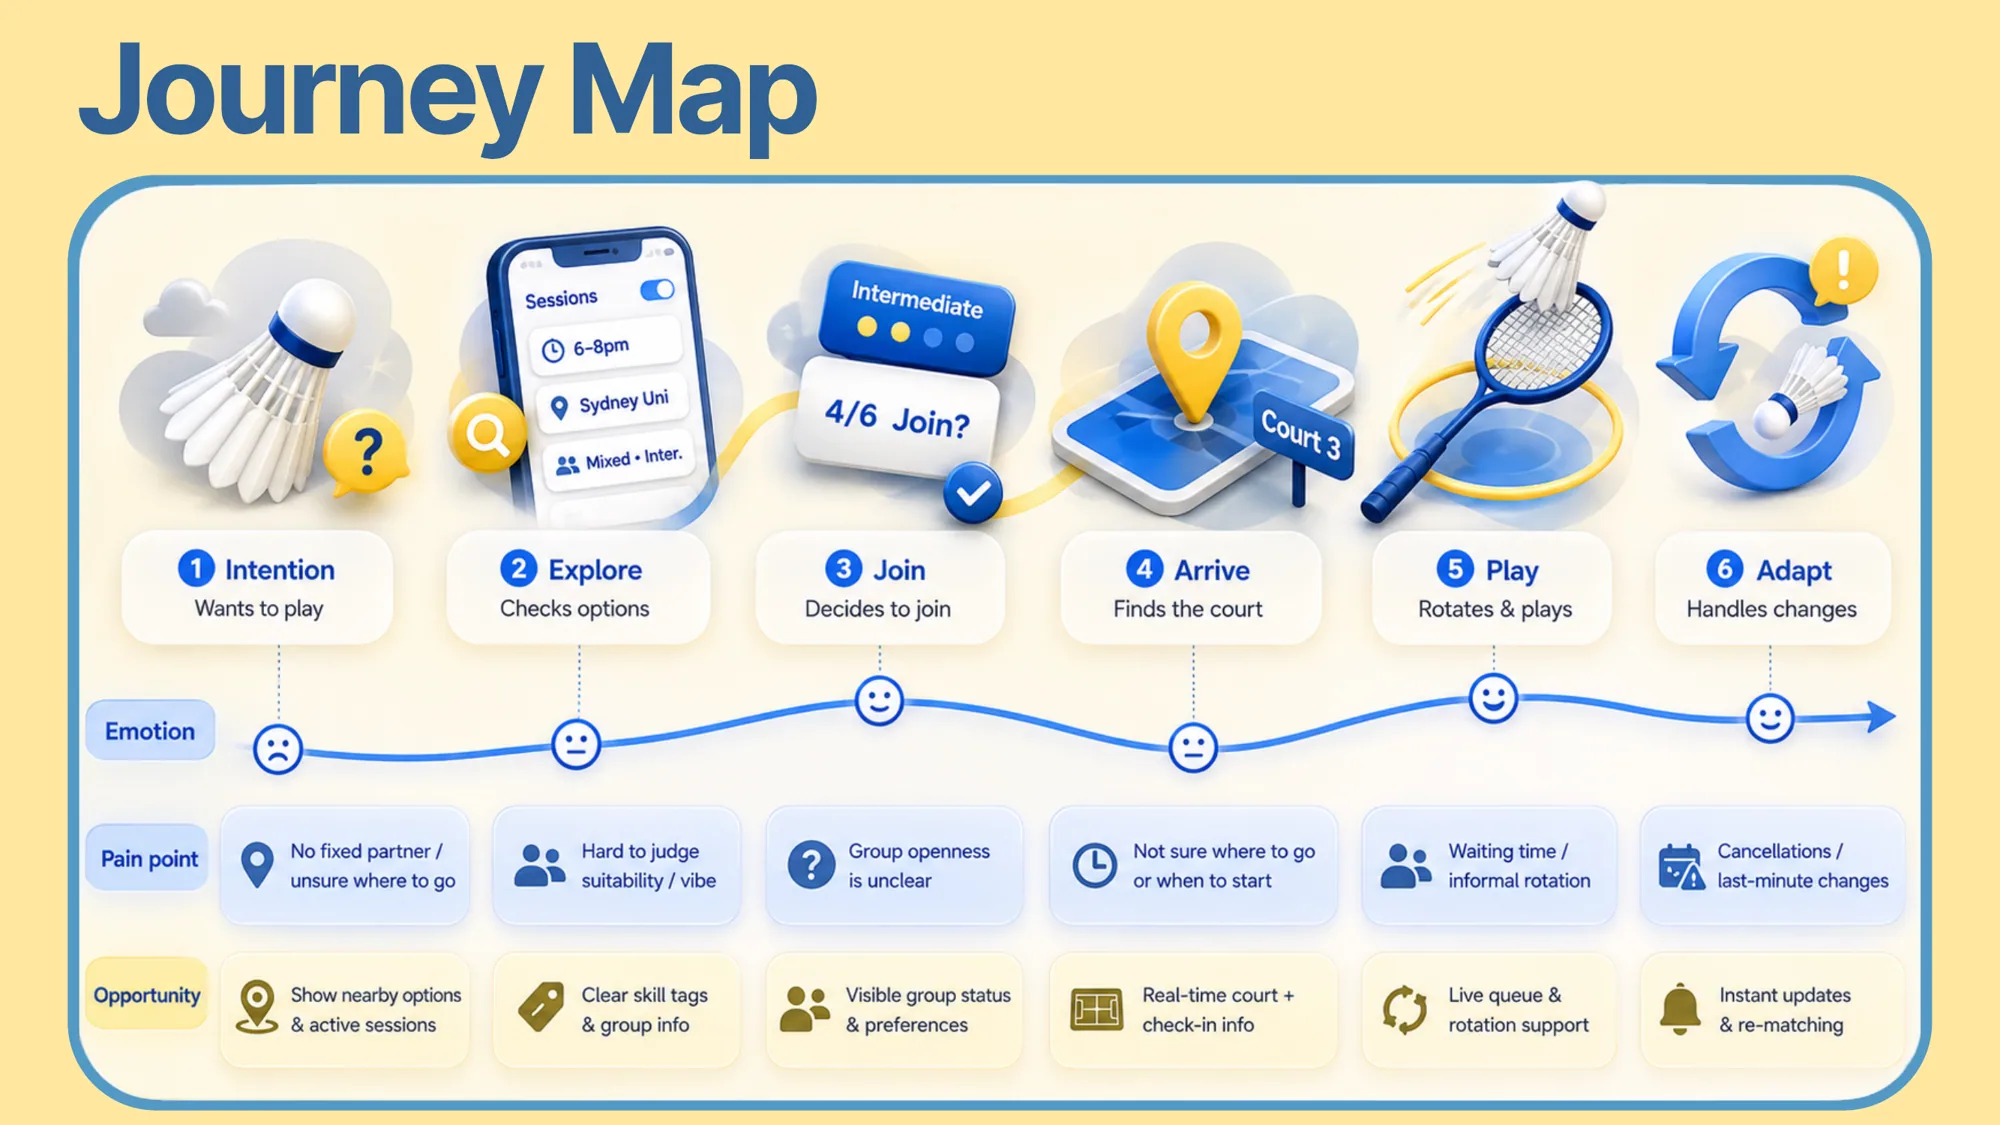 Journey Map
?
Sessions
6-8pm
Sydney Uni
Mixed • Inter.
Intermediate
4/6 Join?
Court 3
!
1 Intention
Wants to play
2 Explore
Checks options
3 Join
Decides to join
4 Arrive
Finds the court
5 Play
Rotates & plays
6 Adapt
Handles changes
Emotion
Pain point
No fixed partner /
unsure where to go
Hard to judge
suitability / vibe
?
Group openness
is unclear
Not sure where to go
or when to start
Waiting time /
informal rotation
Cancellations /
last-minute changes
Opportunity
Show nearby options
& active sessions
Clear skill tags
& group info
Visible group status
& preferences
Real-time court +
check-in info
Live queue &
rotation support
Instant updates
& re-matching